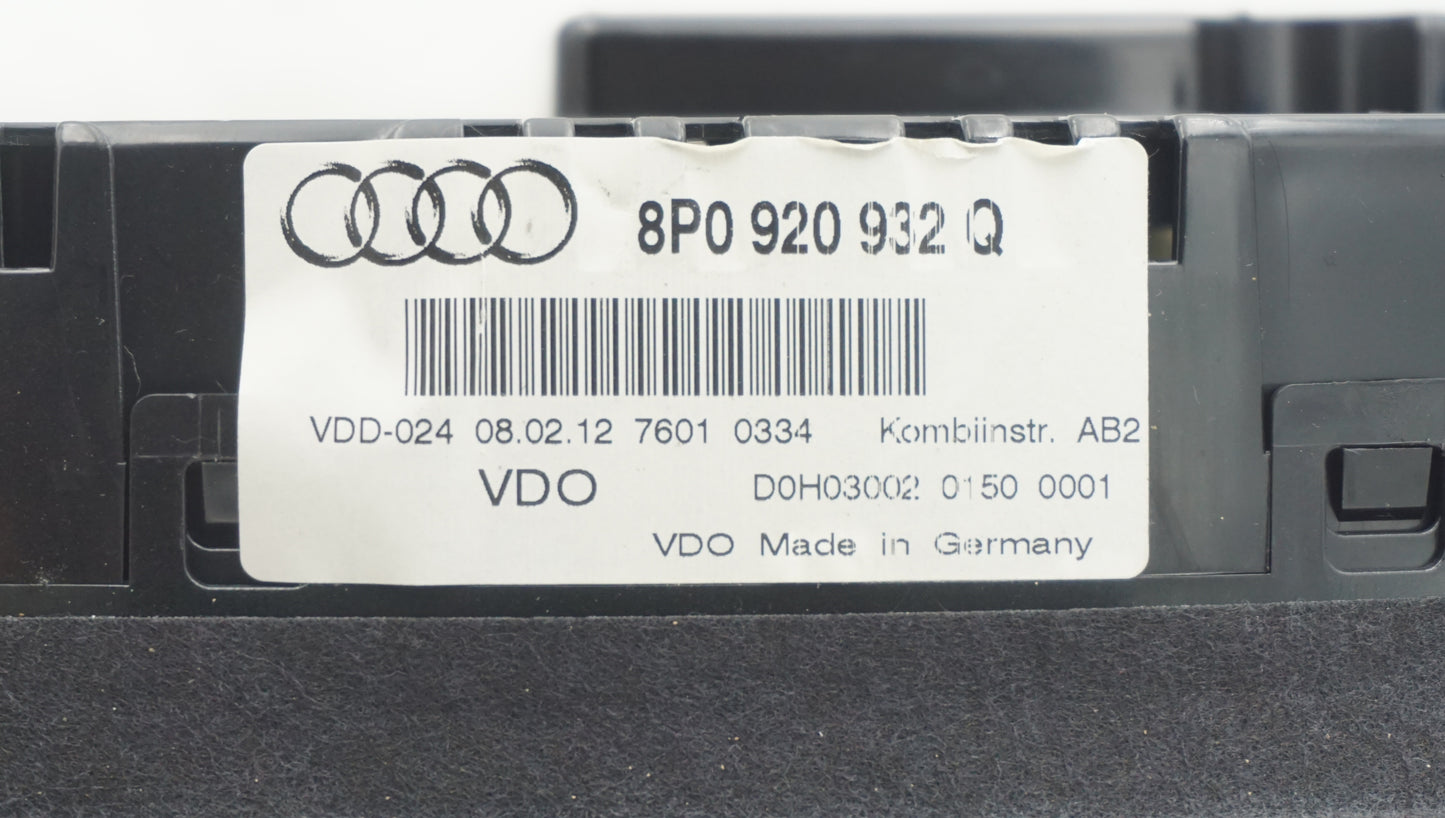 8P0 920 932 Q
VDD-024 08.02.12 7601 0334 Kombiinstr. AB2
VDO D0H03002 0150 0001
VDO Made in Germany